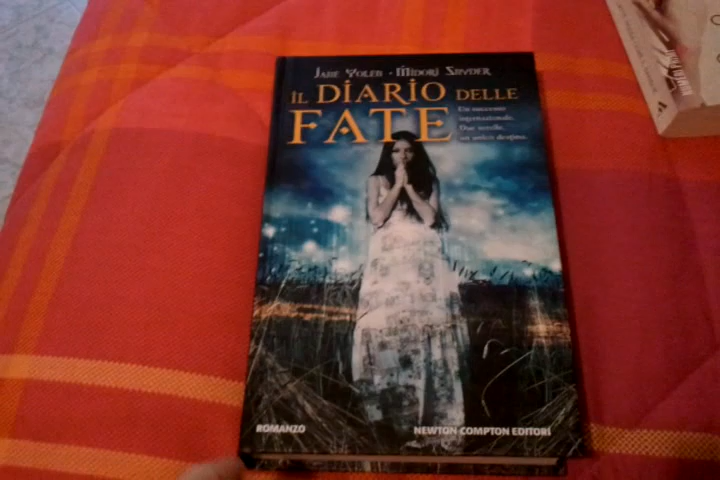 JANE YOLEN - MIDORI SNYDER
IL DIARIO DELLE
FATE
Un successo
internazionale.
Due sorelle,
un unico destino.
ROMANZO
NEWTON COMPTON EDITORI